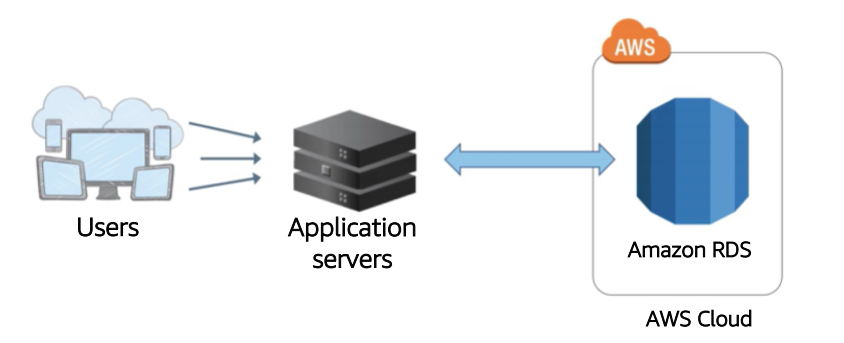 AWS
Users
Application
servers
Amazon RDS
AWS Cloud